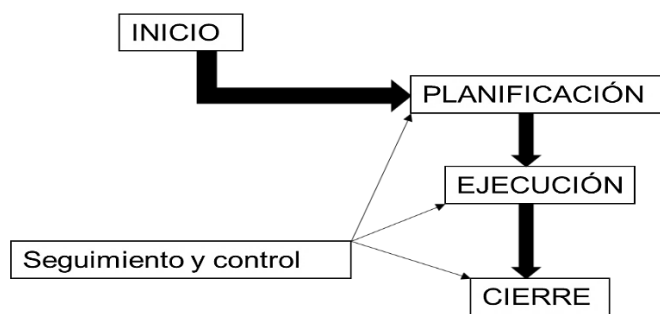 INICIO
PLANIFICACIÓN
EJECUCIÓN
Seguimiento y control
CIERRE